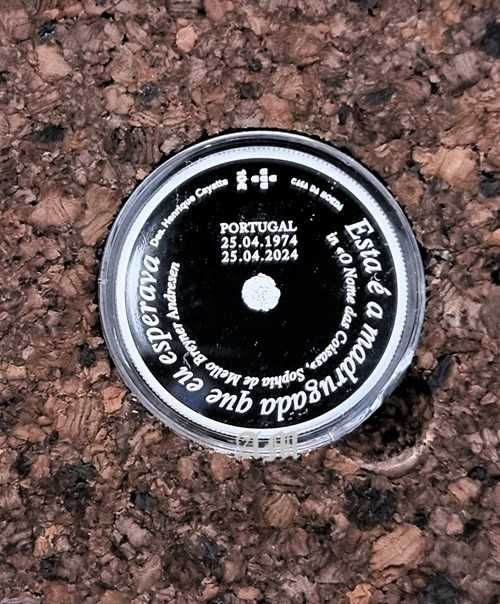 Des. Henrique Cayatte
CASA DA MOEDA
PORTUGAL
25.04.1974
25.04.2024
Esta é a madrugada que eu esperava
in «O Nome das Coisas», Sophia de Mello Breyner Andresen